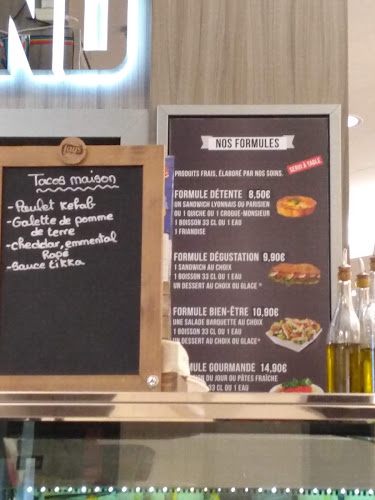 Tacos maison
- Poulet Kebab
- Galette de pomme
de terre
- Cheddar, emmental
Rapé
- Sauce tikka
NOS FORMULES
PRODUITS FRAIS, ÉLABORÉ PAR NOS SOINS.
SERVI À TABLE
FORMULE DÉTENTE 8,50€
UN SANDWICH LYONNAIS OU PARISIEN
OU 1 QUICHE OU 1 CROQUE-MONSIEUR
1 BOISSON 33 CL OU 1 EAU
1 FRIANDISE
FORMULE DÉGUSTATION 9,90€
1 SANDWICH AU CHOIX
1 BOISSON 33 CL OU 1 EAU
UN DESSERT AU CHOIX OU GLACE *
FORMULE BIEN-ÊTRE 10,90€
UNE SALADE BARQUETTE AU CHOIX
1 BOISSON 33 CL OU 1 EAU
UN DESSERT AU CHOIX OU GLACE*
MULE GOURMANDE 14,90€
DU JOUR OU PÂTES FRAÎCHE
33 CL OU 1 EAU